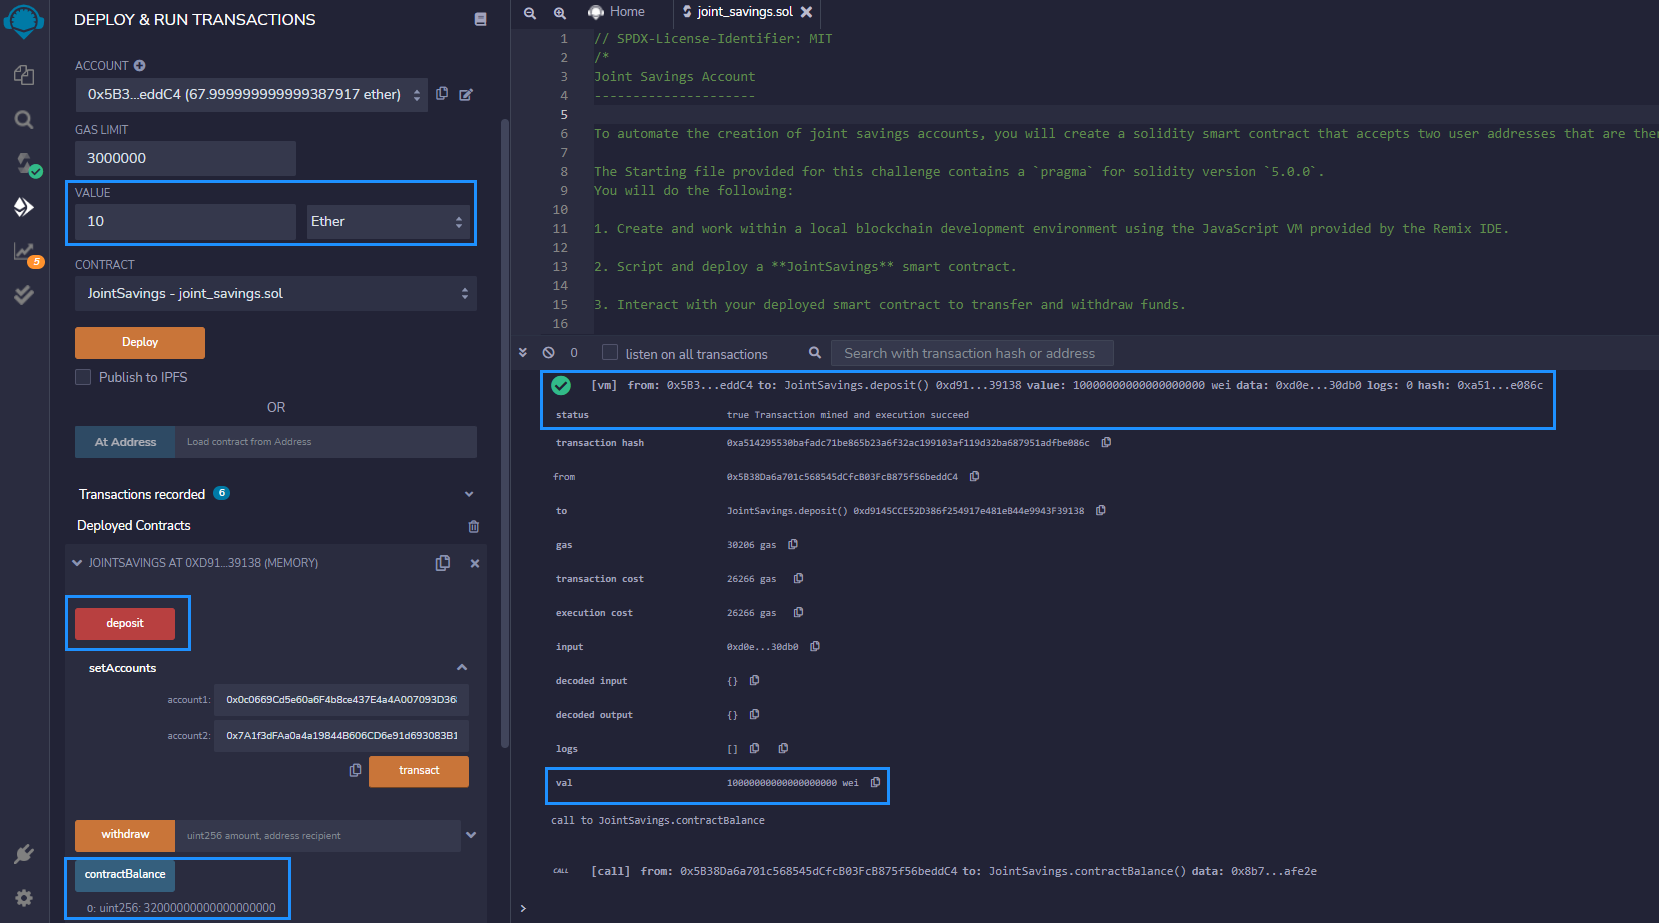 DEPLOY & RUN TRANSACTIONS
ACCOUNT
0x5B3...eddC4 (67.999999999999387917 ether)
GAS LIMIT
3000000
VALUE
10
Ether
CONTRACT
JointSavings - joint_savings.sol
Deploy
Publish to IPFS
OR
At Address
Load contract from Address
Transactions recorded 6
Deployed Contracts
JOINTSAVINGS AT 0XD91...39138 (MEMORY)
deposit
setAccounts
account1: 0x0c0669Cd5e60a6F4b8ce437E4a4A007093D36
account2: 0x7A1f3dFAa0a4a19844B606CD6e91d693083B1
transact
withdraw
uint256 amount, address recipient
contractBalance
0: uint256: 32000000000000000000
5
Home
joint_savings.sol
1 // SPDX-License-Identifier: MIT
2 /*
3 Joint Savings Account
4 ---------------------
5
6 To automate the creation of joint savings accounts, you will create a solidity smart contract that accepts two user addresses that are the
7
8 The Starting file provided for this challenge contains a `pragma` for solidity version `5.0.0`.
9 You will do the following:
10
11 1. Create and work within a local blockchain development environment using the JavaScript VM provided by the Remix IDE.
12
13 2. Script and deploy a **JointSavings** smart contract.
14
15 3. Interact with your deployed smart contract to transfer and withdraw funds.
16
0
listen on all transactions
Search with transaction hash or address
[vm] from: 0x5B3...eddC4 to: JointSavings.deposit() 0xd91...39138 value: 10000000000000000000 wei data: 0xd0e...30db0 logs: 0 hash: 0xa51...e086c
status true Transaction mined and execution succeed
transaction hash 0xa514295530bafadc71be865b23a6f32ac199103af119d32ba687951adfbe086c
from 0x5B38Da6a701c568545dCfcB03FcB875f56beddC4
to JointSavings.deposit() 0xd9145CCE52D386f254917e481eB44e9943F39138
gas 30206 gas
transaction cost 26266 gas
execution cost 26266 gas
input 0xd0e...30db0
decoded input {}
decoded output {}
logs []
val 10000000000000000000 wei
call to JointSavings.contractBalance
CALL [call] from: 0x5B38Da6a701c568545dCfcB03FcB875f56beddC4 to: JointSavings.contractBalance() data: 0x8b7...afe2e
>